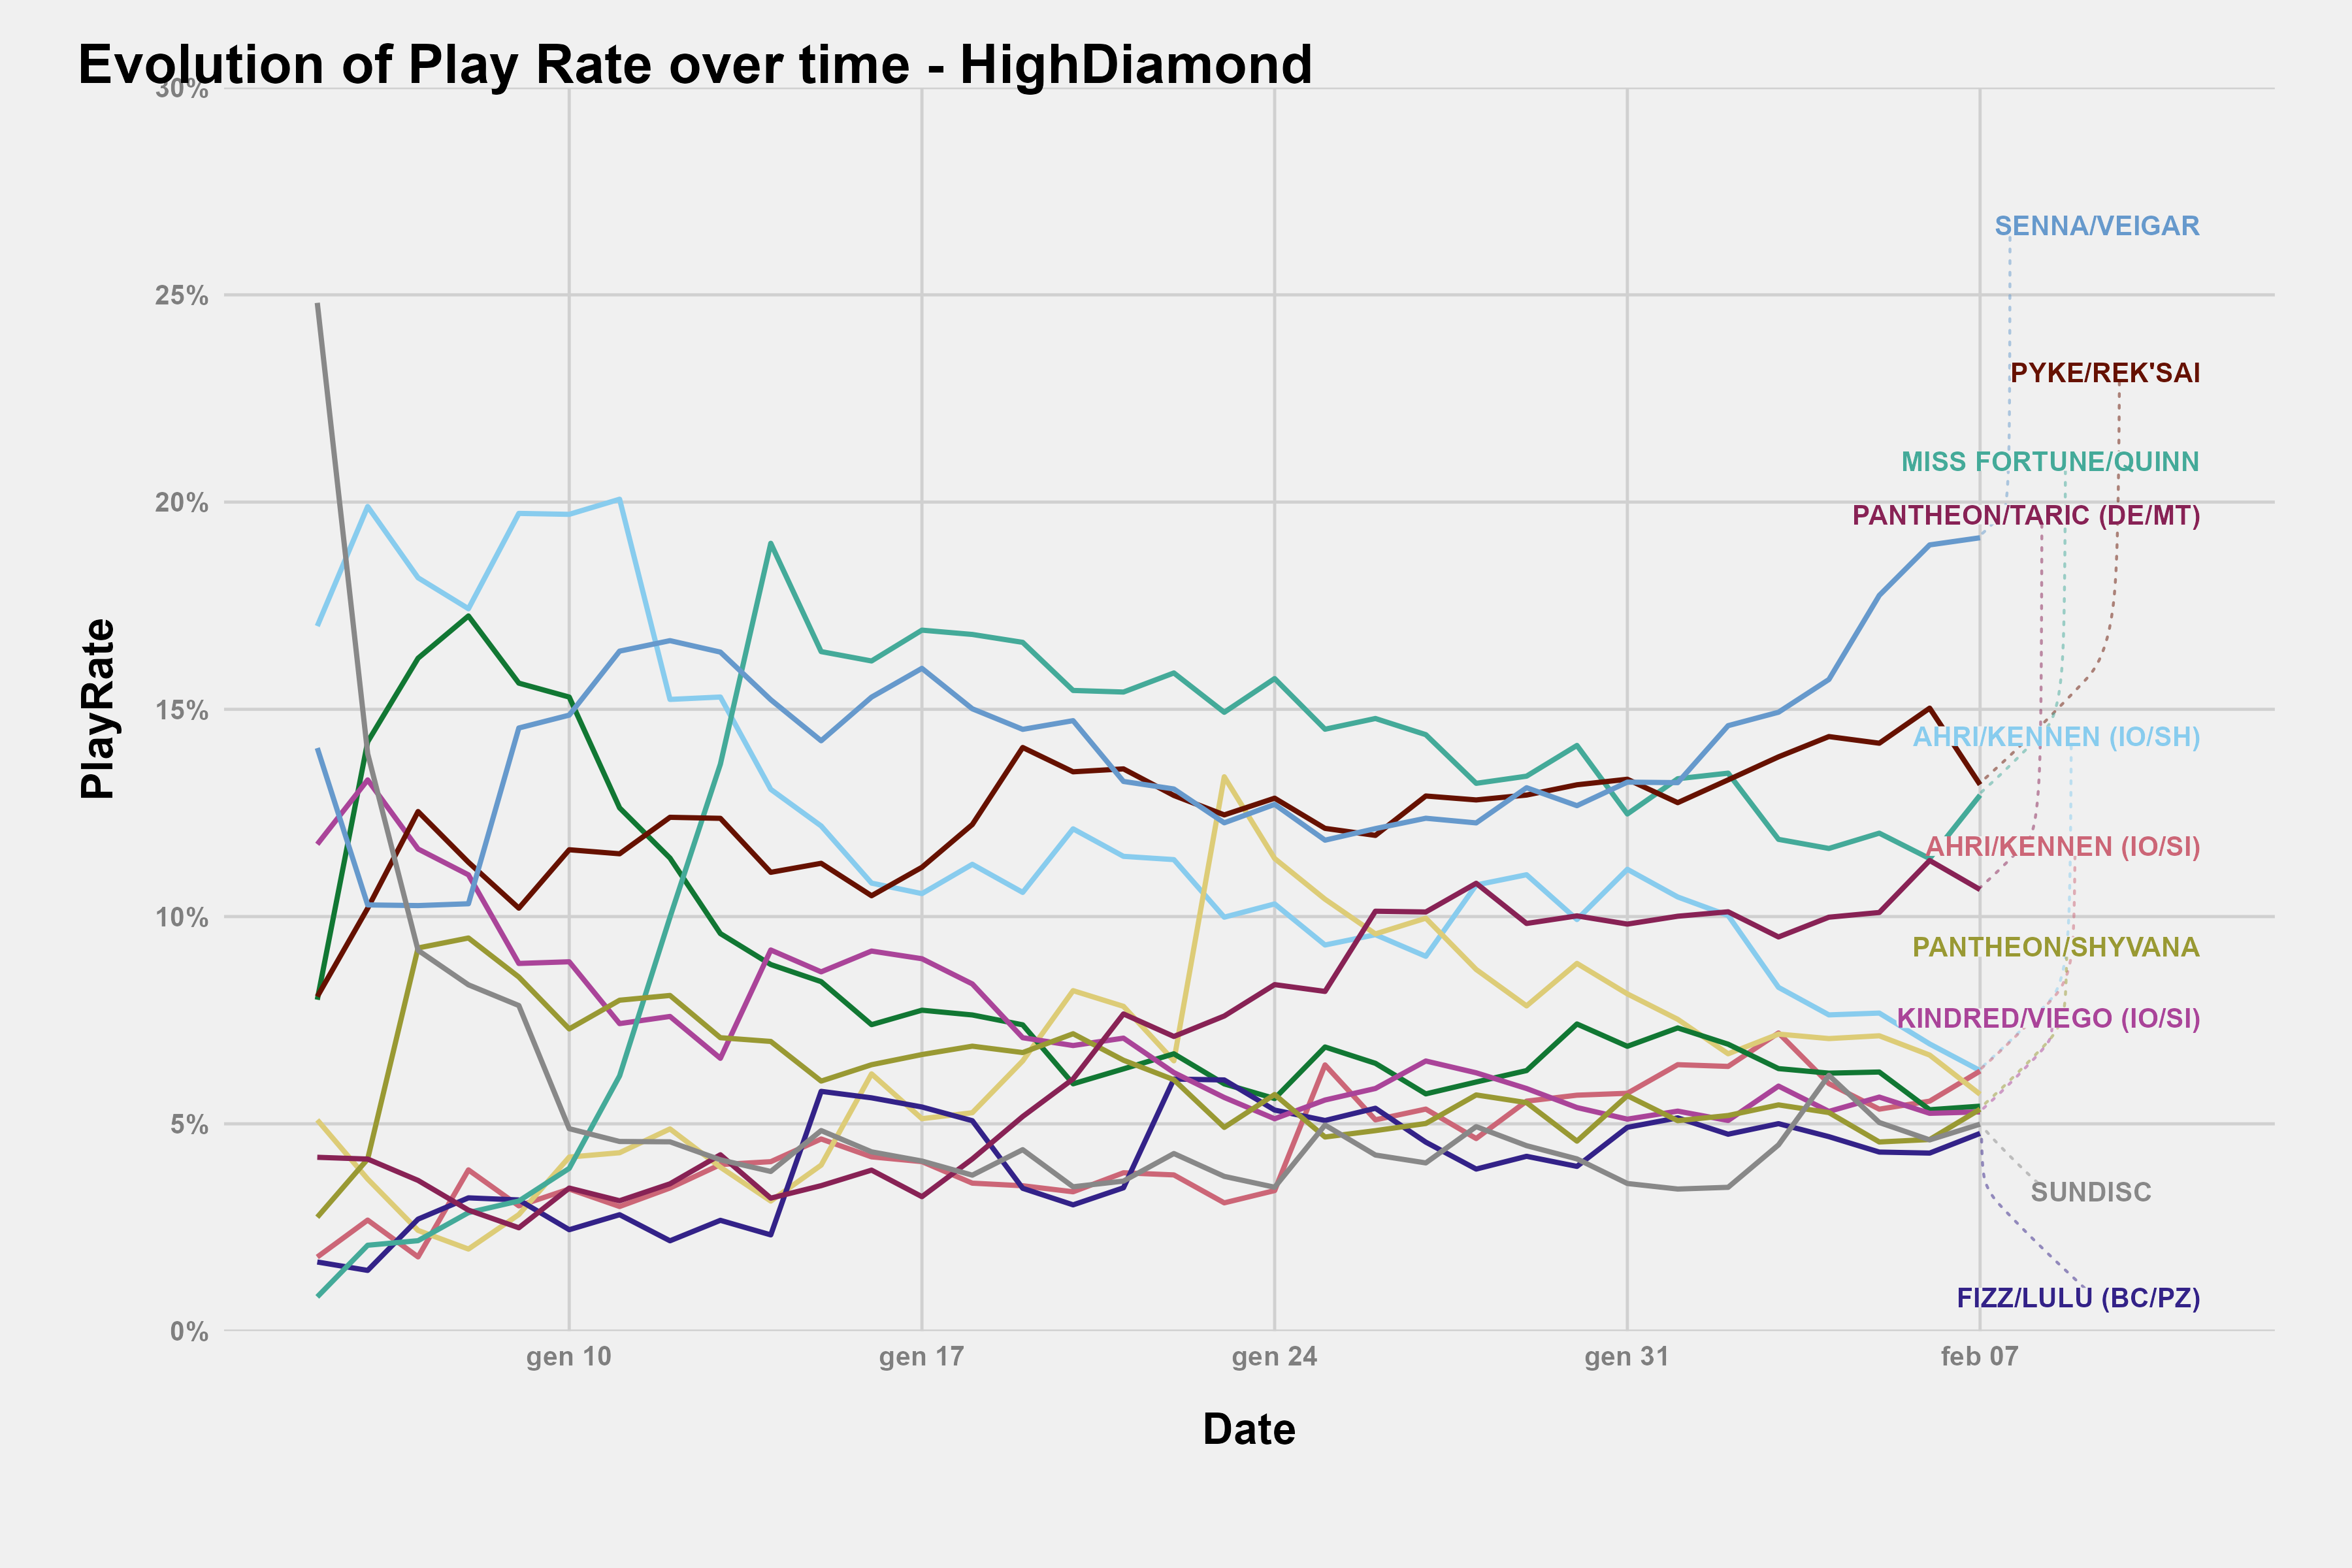 Evolution of Play Rate over time - HighDiamond
30%
25%
20%
15%
10%
5%
0%
PlayRate
SENNA/VEIGAR
PYKE/REK'SAI
MISS FORTUNE/QUINN
PANTHEON/TARIC (DE/MT)
AHRI/KENNEN (IO/SH)
AHRI/KENNEN (IO/SI)
PANTHEON/SHYVANA
KINDRED/VIEGO (IO/SI)
SUNDISC
FIZZ/LULU (BC/PZ)
gen 10
gen 17
gen 24
gen 31
feb 07
Date